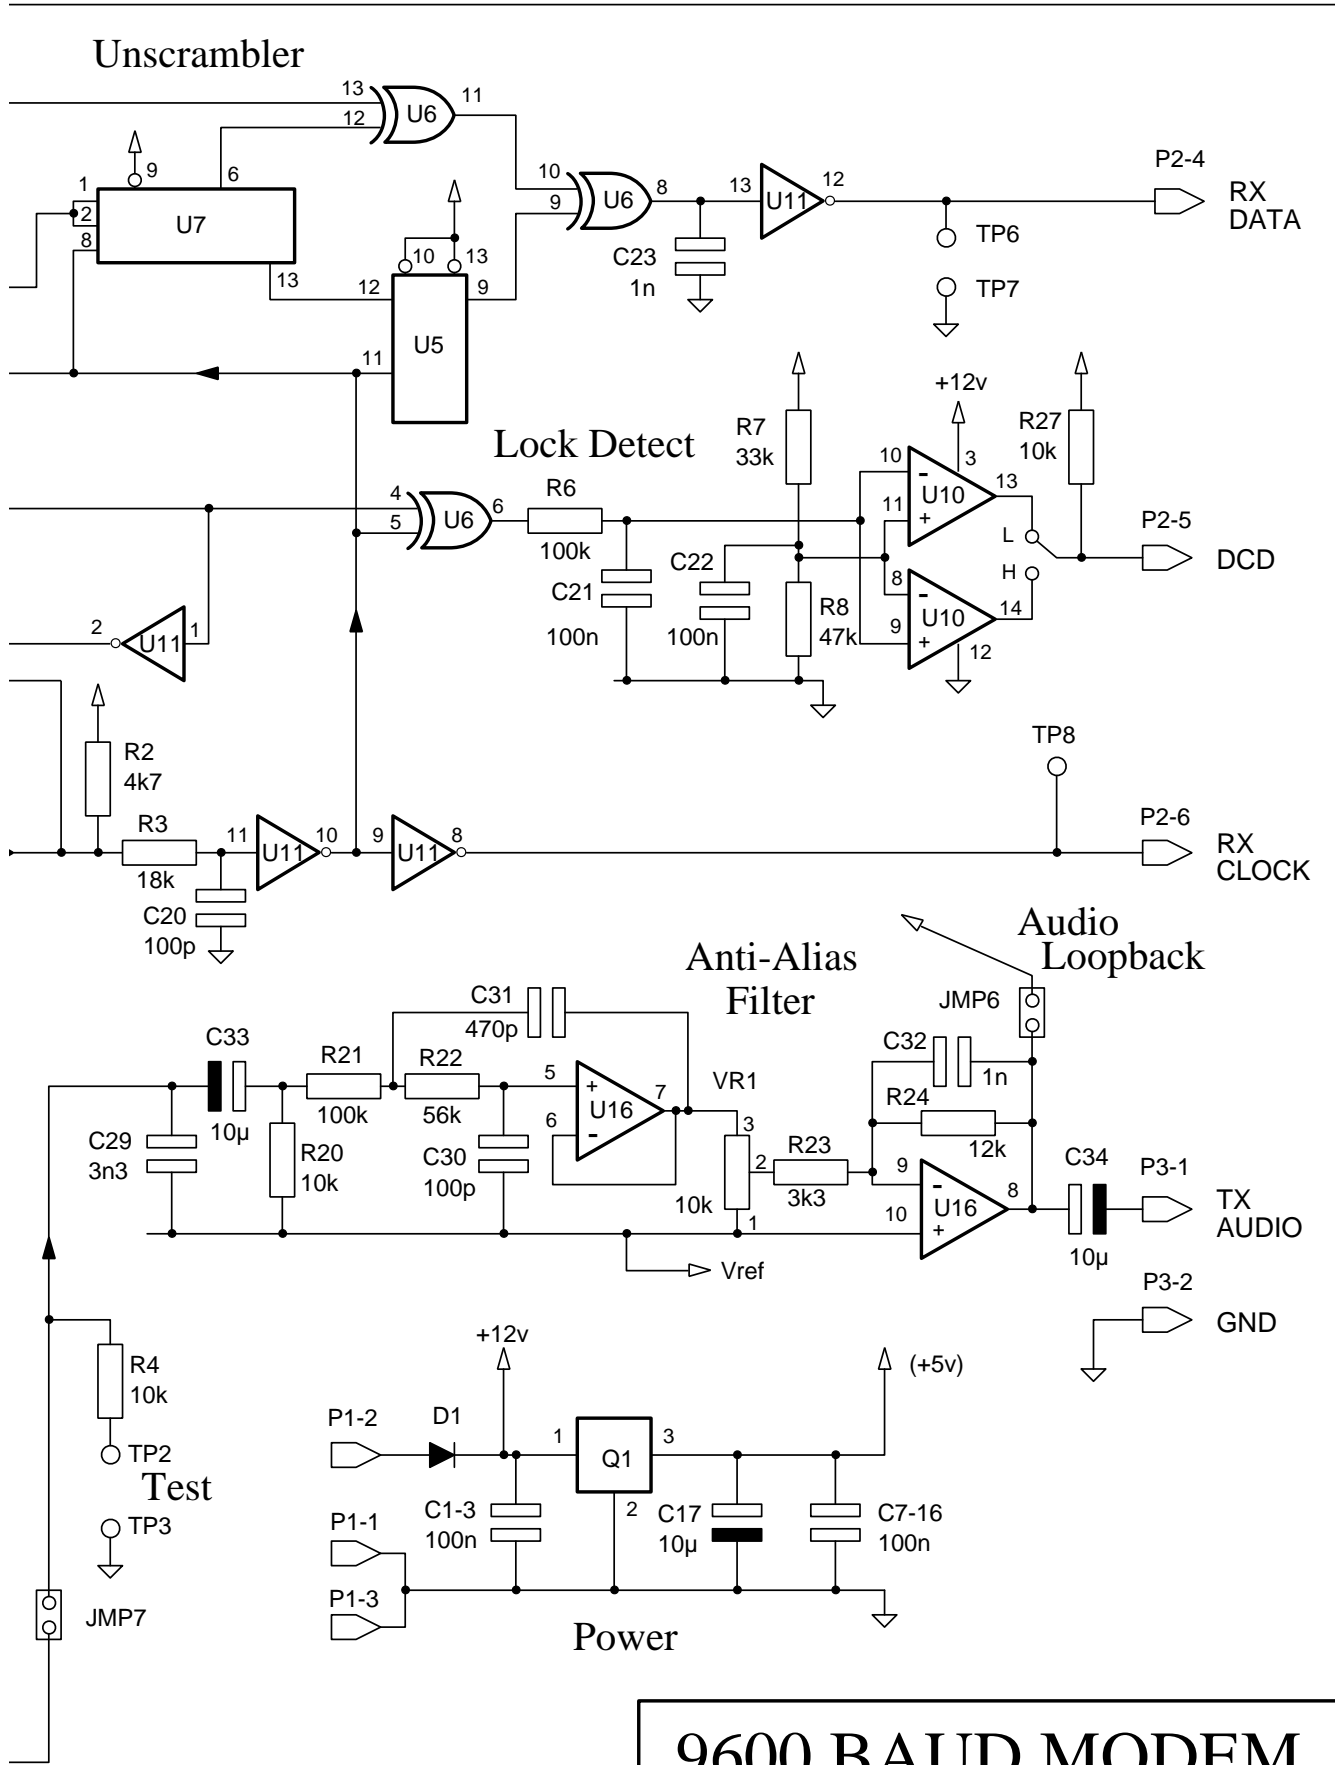 Unscrambler
13
12
U6
11
9
6
1
2
8
U7
13
10
13
12
9
U5
11
10
9
U6
8
13
U11
12
C23
1n
TP6
TP7
P2-4
RX
DATA
Lock Detect
4
5
U6
6
R6
100k
C21
100n
C22
100n
R7
33k
R8
47k
+12v
3
10
11
-
+
U10
13
8
9
-
+
U10
14
12
L
H
R27
10k
P2-5
DCD
2
U11
1
R2
4k7
R3
18k
C20
100p
11
U11
10
9
U11
8
TP8
P2-6
RX
CLOCK
Anti-Alias
Filter
Audio
Loopback
JMP6
C31
470p
C33
10µ
R21
100k
R22
56k
C29
3n3
R20
10k
C30
100p
5
6
+
-
U16
7
VR1
3
2
1
10k
R23
3k3
C32
1n
R24
12k
9
10
-
+
U16
8
C34
10µ
P3-1
TX
AUDIO
Vref
P3-2
GND
R4
10k
TP2
Test
TP3
JMP7
+12v
(+5v)
P1-2
D1
1
Q1
3
2
P1-1
P1-3
C1-3
100n
C17
10µ
C7-16
100n
Power
9600 BAUD MODEM